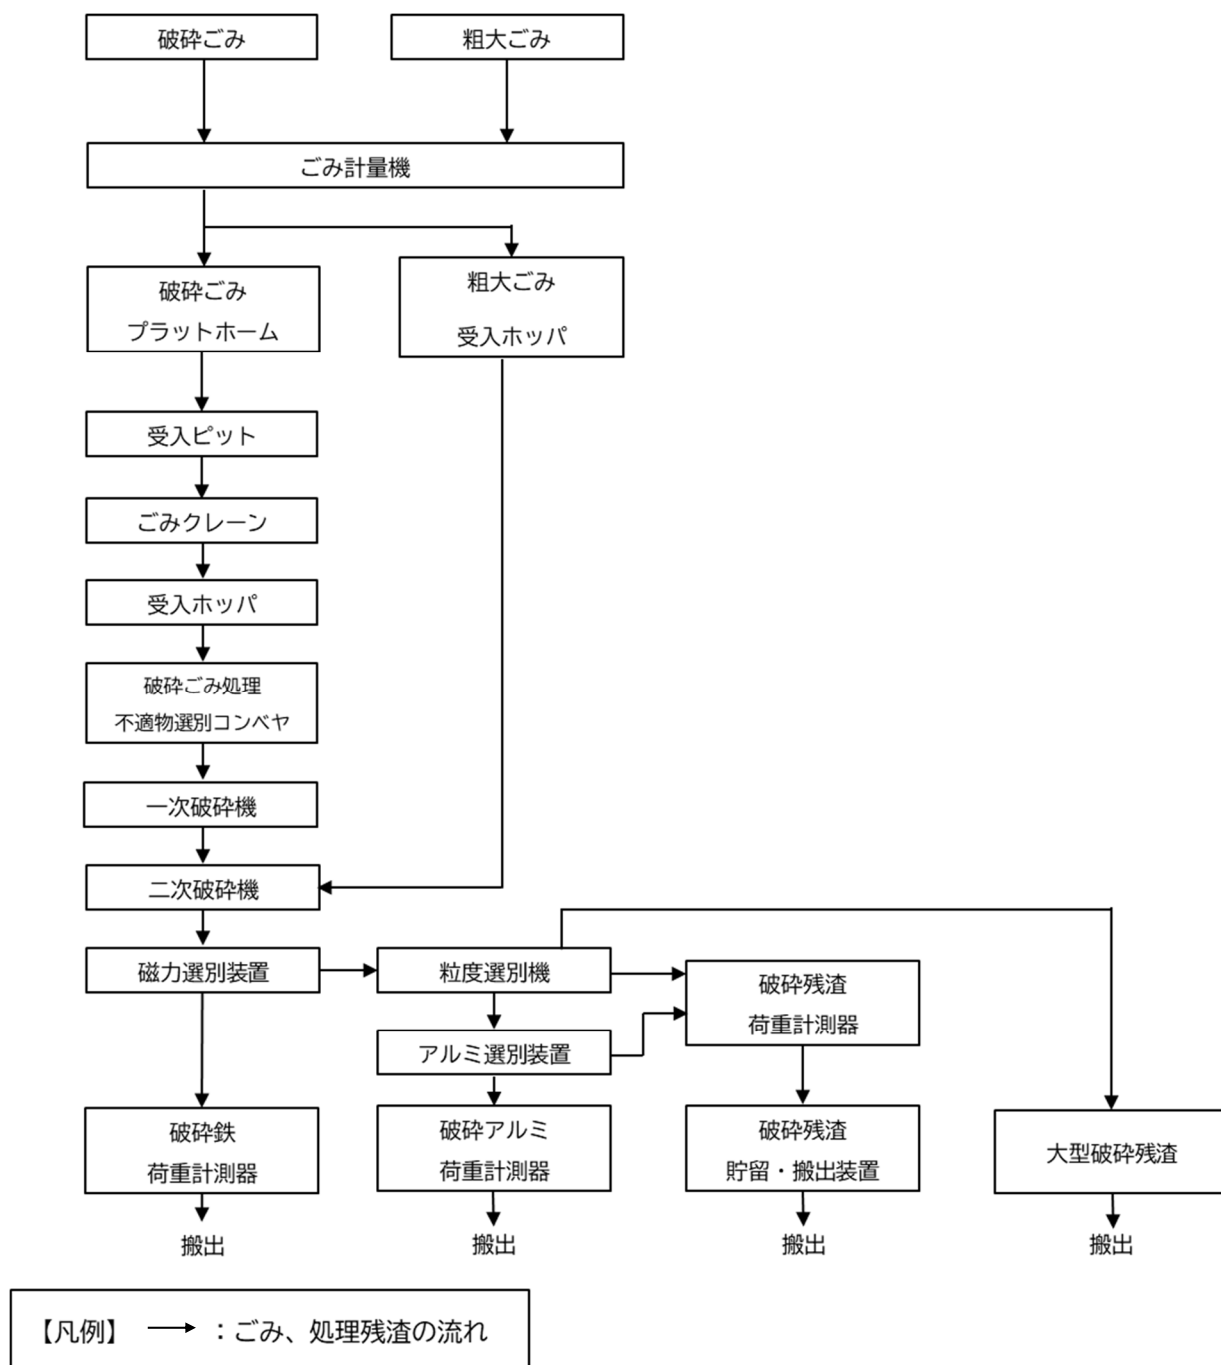 破砕ごみ
粗大ごみ
ごみ計量機
破砕ごみ
プラットホーム
粗大ごみ
受入ホッパ
受入ピット
ごみクレーン
受入ホッパ
破砕ごみ処理
不適物選別コンベヤ
一次破砕機
二次破砕機
磁力選別装置
粒度選別機
破砕残渣
荷重計測器
アルミ選別装置
破砕鉄
荷重計測器
破砕アルミ
荷重計測器
破砕残渣
貯留・搬出装置
大型破砕残渣
搬出
搬出
搬出
搬出
【凡例】 → ：ごみ、処理残渣の流れ